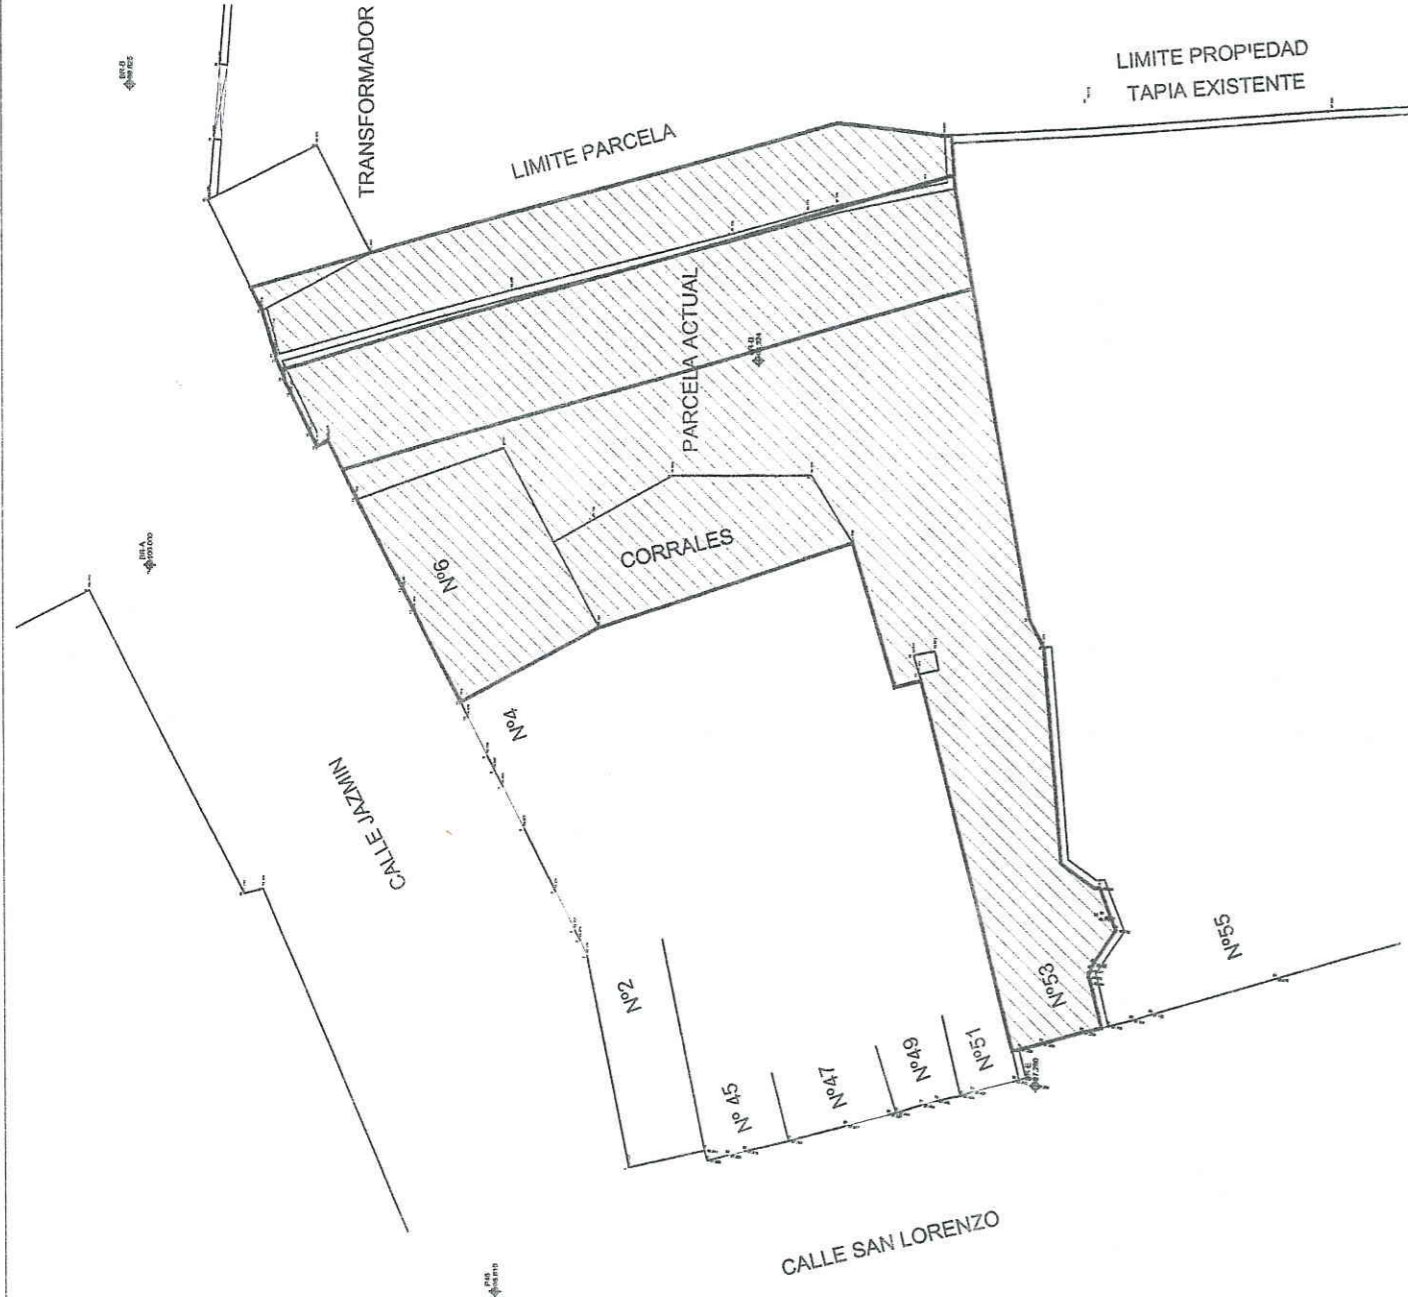 TRANSFORMADOR
LIMITE PROPIEDAD
TAPIA EXISTENTE
LIMITE PARCELA
PARCELA ACTUAL
CORRALES
Nº6
Nº4
CALLE JAZMIN
Nº2
Nº 45
Nº47
Nº49
Nº51
Nº53
Nº55
CALLE SAN LORENZO